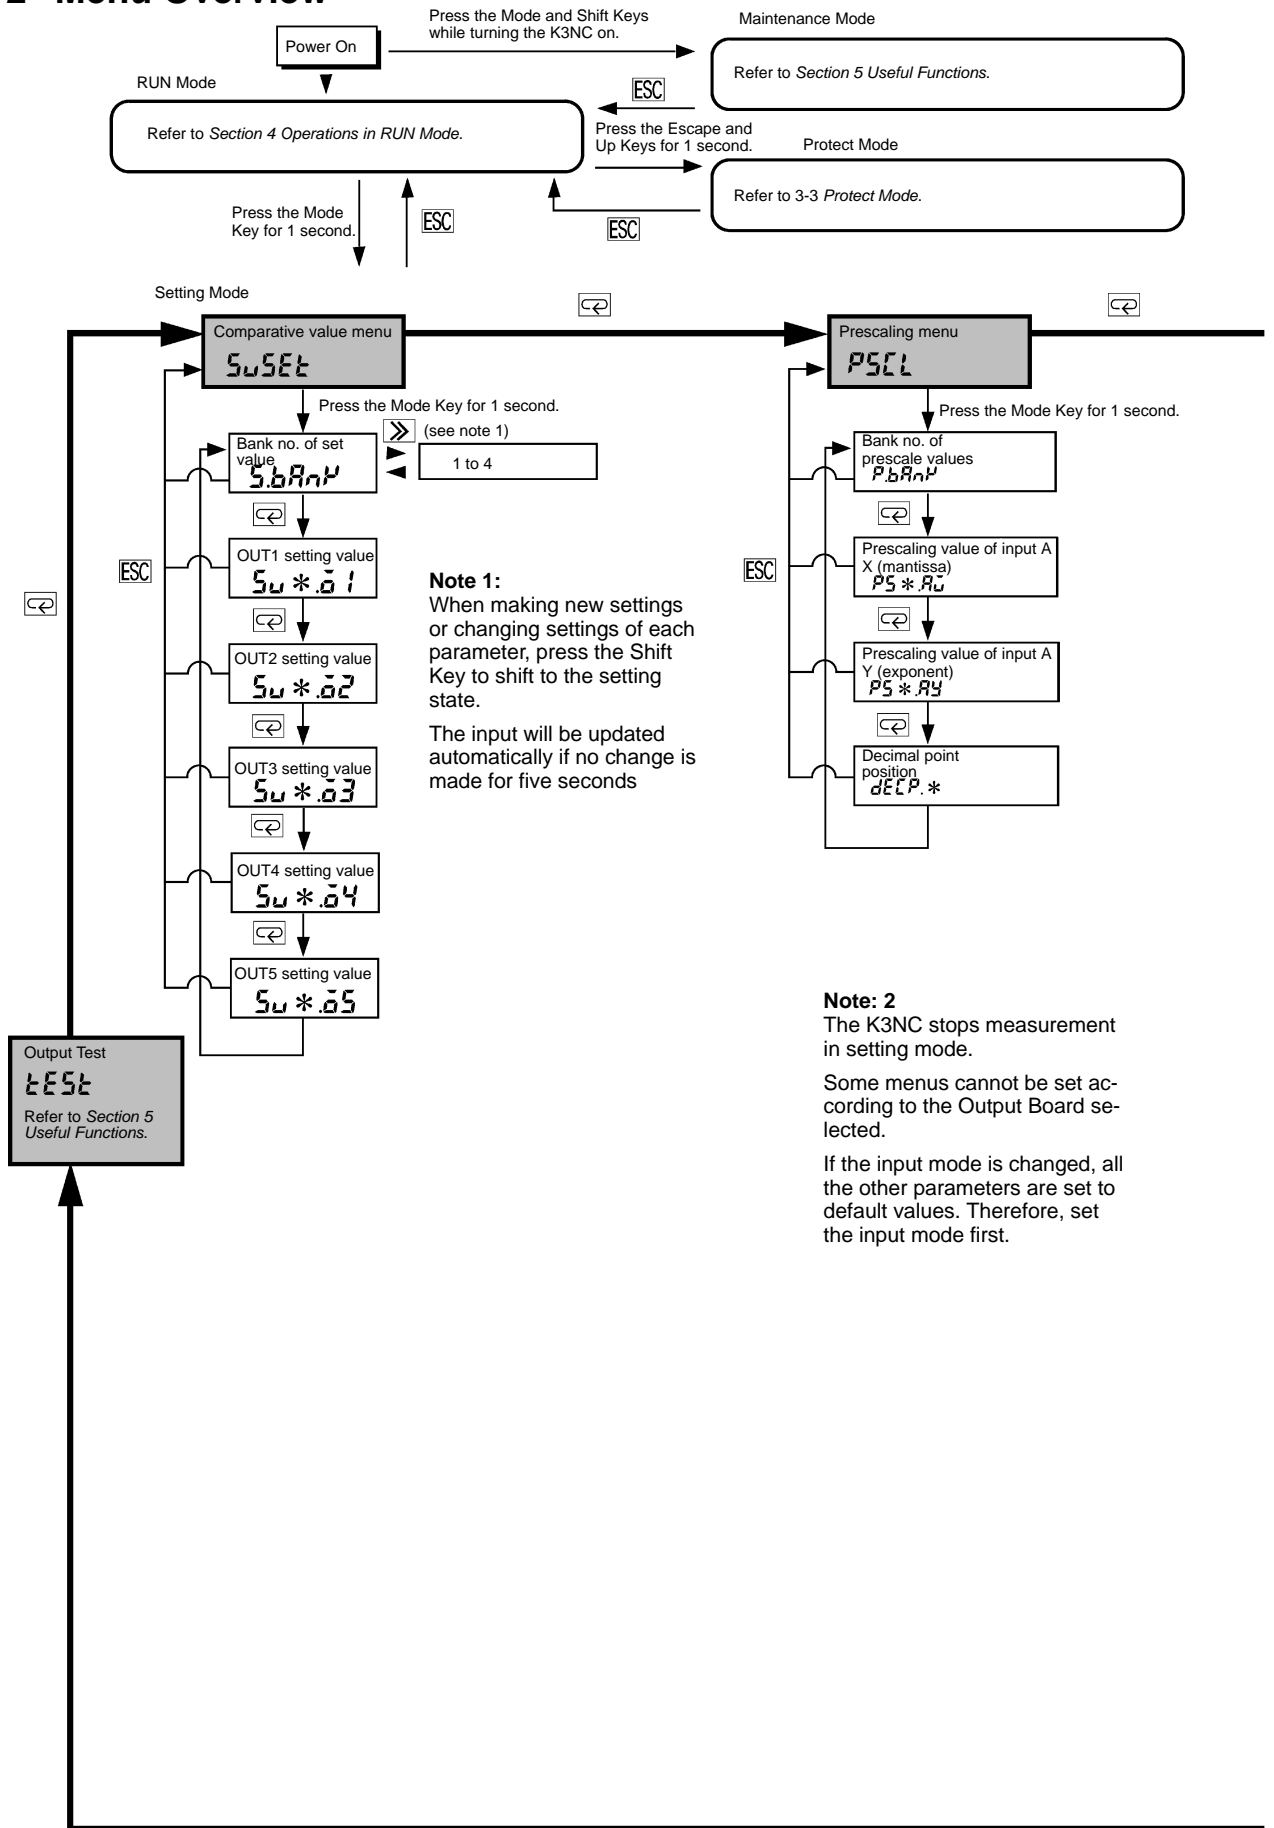 2 Menu Overview
Press the Mode and Shift Keys
while turning the K3NC on.
Maintenance Mode
Power On
Refer to Section 5 Useful Functions.
RUN Mode
ESC
Refer to Section 4 Operations in RUN Mode.
Press the Escape and
Up Keys for 1 second.
Protect Mode
Refer to 3-3 Protect Mode.
Press the Mode
Key for 1 second.
ESC
ESC
Setting Mode
Comparative value menu
SvSEt
Press the Mode Key for 1 second.
(see note 1)
Bank no. of set
value
S.bAnK
1 to 4
ESC
OUT1 setting value
Sv*.o1
OUT2 setting value
Sv*.o2
OUT3 setting value
Sv*.o3
OUT4 setting value
Sv*.o4
OUT5 setting value
Sv*.o5
Note 1:
When making new settings
or changing settings of each
parameter, press the Shift
Key to shift to the setting
state.
The input will be updated
automatically if no change is
made for five seconds
Prescaling menu
PSCL
Press the Mode Key for 1 second.
Bank no. of
prescale values
P.bAnK
ESC
Prescaling value of input A
X (mantissa)
Prescaling value of input A
Y (exponent)
PS*.AY
Decimal point
position
dECP.*
Note: 2
The K3NC stops measurement
in setting mode.
Some menus cannot be set ac-
cording to the Output Board se-
lected.
If the input mode is changed, all
the other parameters are set to
default values. Therefore, set
the input mode first.
Output Test
tESt
Refer to Section 5
Useful Functions.